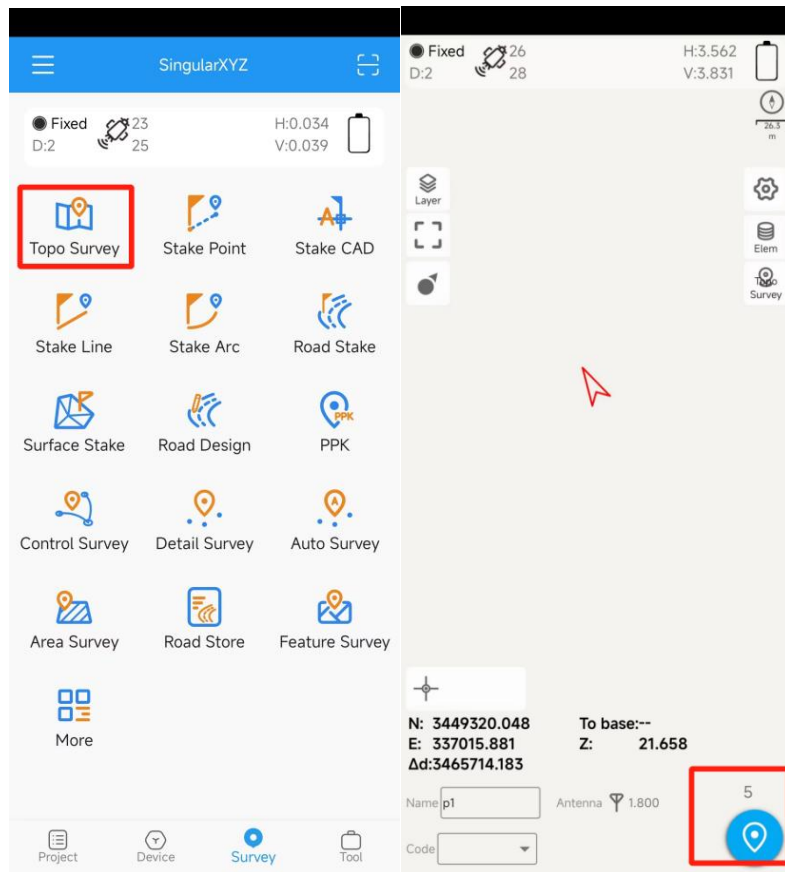 SingularXYZ
Fixed 23 H:0.034
D:2 25 V:0.039
Topo Survey Stake Point Stake CAD
Stake Line Stake Arc Road Stake
Surface Stake Road Design PPK
PPK
Control Survey Detail Survey Auto Survey
A
Area Survey Road Store Feature Survey
More
Project Device Survey Tool
Fixed 26 H:3.562
D:2 28 V:3.831
26.3
m
Layer
Elem
Topo
Survey
N: 3449320.048 To base:--
E: 337015.881 Z: 21.658
Δd:3465714.183
5
Name p1 Antenna 1.800
Code